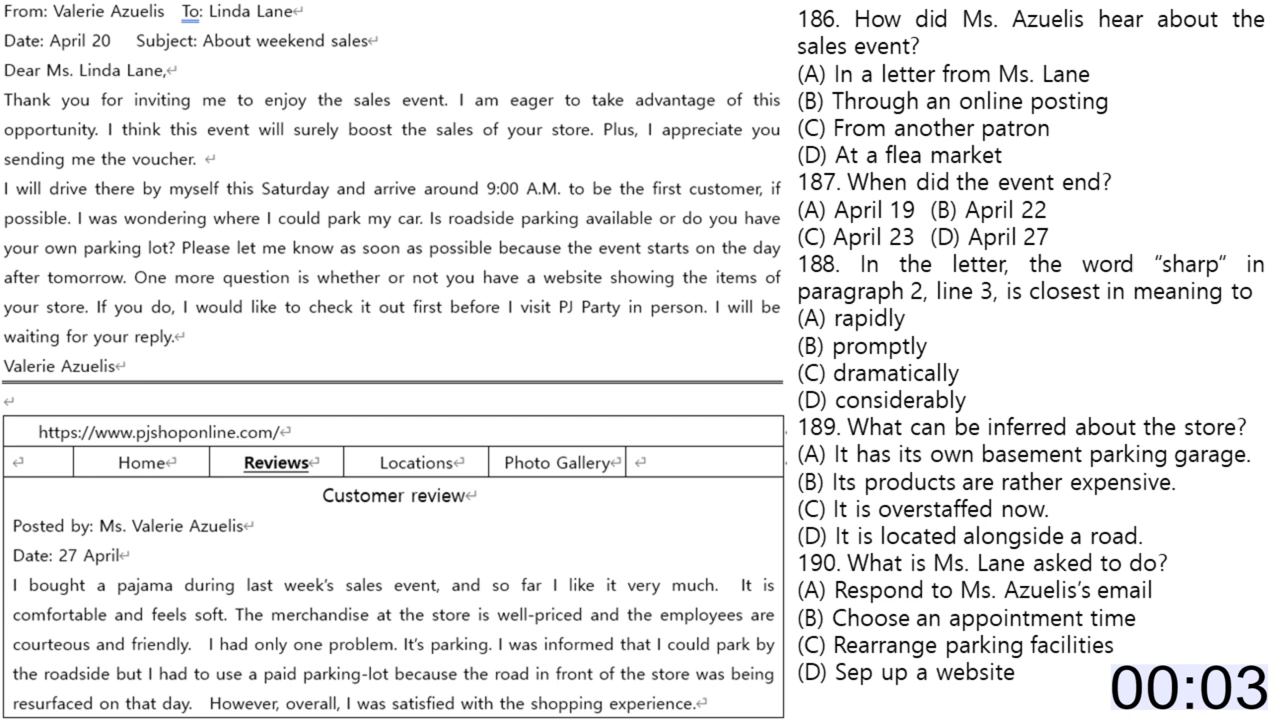 From: Valerie Azuelis To: Linda Lane
Date: April 20 Subject: About weekend sales
Dear Ms. Linda Lane,
Thank you for inviting me to enjoy the sales event. I am eager to take advantage of this
opportunity. I think this event will surely boost the sales of your store. Plus, I appreciate you
sending me the voucher.
I will drive there by myself this Saturday and arrive around 9:00 A.M. to be the first customer, if
possible. I was wondering where I could park my car. Is roadside parking available or do you have
your own parking lot? Please let me know as soon as possible because the event starts on the day
after tomorrow. One more question is whether or not you have a website showing the items of
your store. If you do, I would like to check it out first before I visit PJ Party in person. I will be
waiting for your reply.
Valerie Azuelis
https://www.pjshoponline.com/
Home Reviews Locations Photo Gallery
Customer review
Posted by: Ms. Valerie Azuelis
Date: 27 April
I bought a pajama during last week's sales event, and so far I like it very much. It is
comfortable and feels soft. The merchandise at the store is well-priced and the employees are
courteous and friendly. I had only one problem. It's parking. I was informed that I could park by
the roadside but I had to use a paid parking-lot because the road in front of the store was being
resurfaced on that day. However, overall, I was satisfied with the shopping experience.
186. How did Ms. Azuelis hear about the
sales event?
(A) In a letter from Ms. Lane
(B) Through an online posting
(C) From another patron
(D) At a flea market
187. When did the event end?
(A) April 19 (B) April 22
(C) April 23 (D) April 27
188. In the letter, the word "sharp" in
paragraph 2, line 3, is closest in meaning to
(A) rapidly
(B) promptly
(C) dramatically
(D) considerably
189. What can be inferred about the store?
(A) It has its own basement parking garage.
(B) Its products are rather expensive.
(C) It is overstaffed now.
(D) It is located alongside a road.
190. What is Ms. Lane asked to do?
(A) Respond to Ms. Azuelis's email
(B) Choose an appointment time
(C) Rearrange parking facilities
(D) Sep up a website
00:03